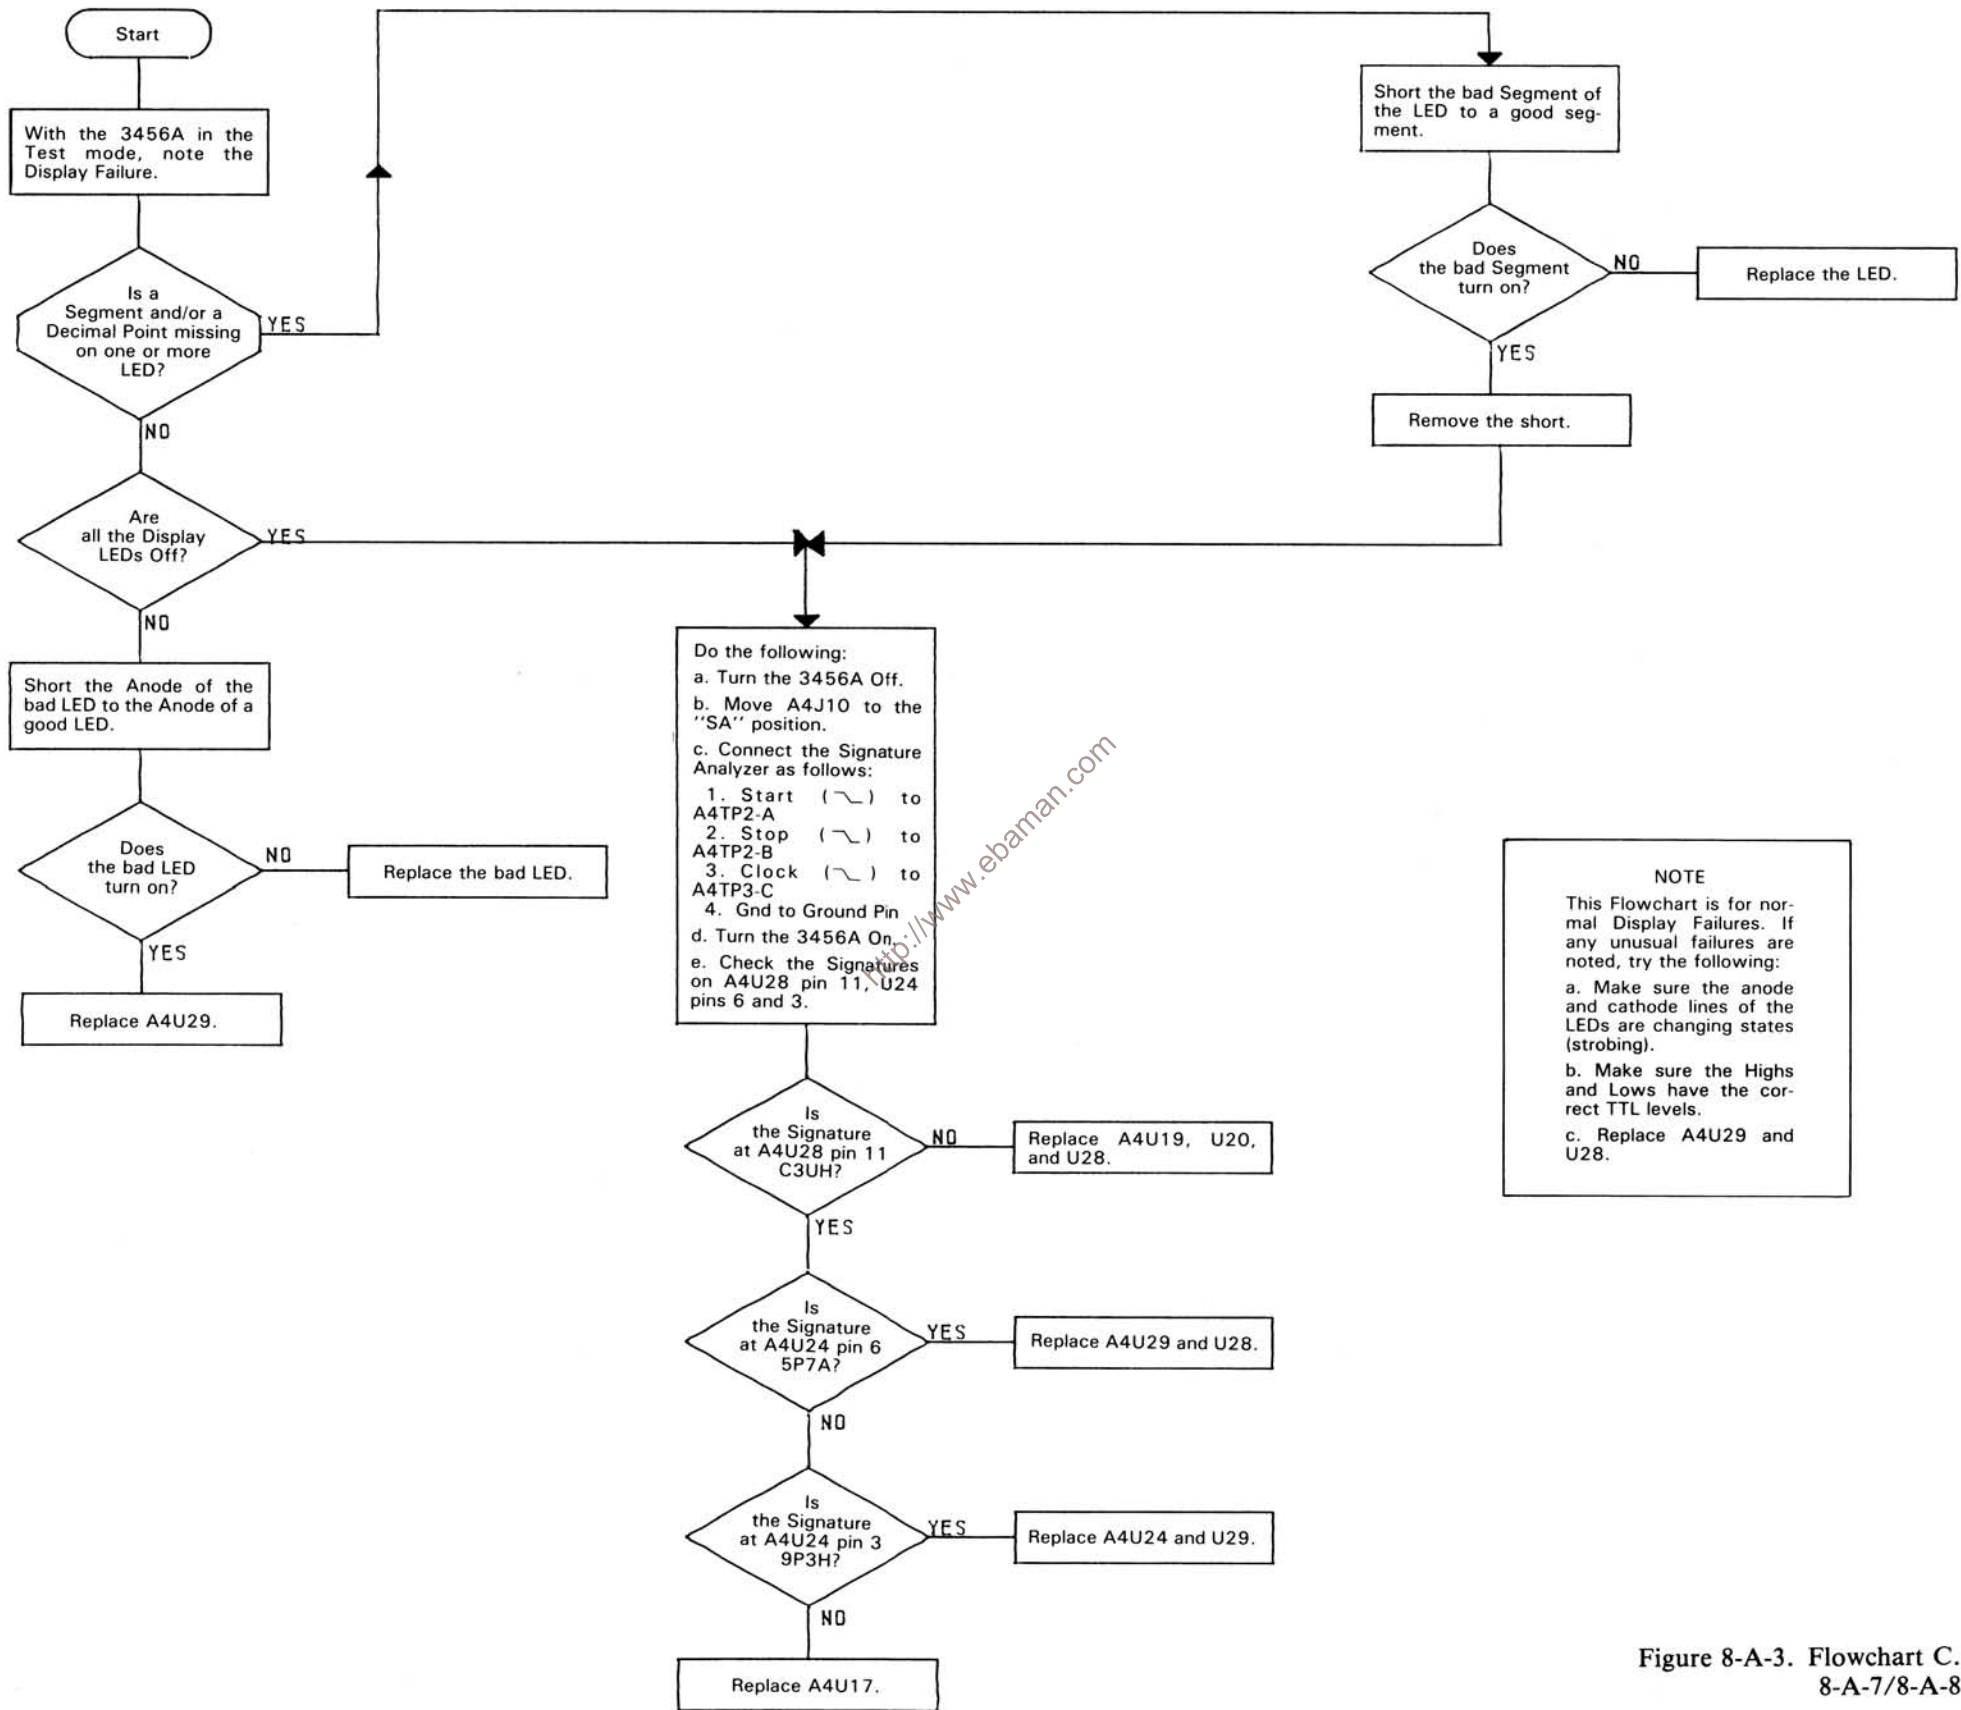 Start
With the 3456A in the
Test mode, note the
Display Failure.
Is a
Segment and/or a
Decimal Point missing
on one or more
LED?
YES
NO
Are
all the Display
LEDs Off?
YES
NO
Short the Anode of the
bad LED to the Anode of a
good LED.
Does
the bad LED
turn on?
NO
Replace the bad LED.
YES
Replace A4U29.
Short the bad Segment of
the LED to a good seg-
ment.
Does
the bad Segment
turn on?
NO
Replace the LED.
YES
Remove the short.
Do the following:
a. Turn the 3456A Off.
b. Move A4J10 to the
''SA'' position.
c. Connect the Signature
Analyzer as follows:
1. Start ( ) to
A4TP2-A
2. Stop ( ) to
A4TP2-B
3. Clock ( ) to
A4TP3-C
4. Gnd to Ground Pin
d. Turn the 3456A On.
e. Check the Signatures
on A4U28 pin 11, U24
pins 6 and 3.
Is
the Signature
at A4U28 pin 11
C3UH?
NO
Replace A4U19, U20,
and U28.
YES
Is
the Signature
at A4U24 pin 6
5P7A?
YES
Replace A4U29 and U28.
NO
Is
the Signature
at A4U24 pin 3
9P3H?
YES
Replace A4U24 and U29.
NO
Replace A4U17.
NOTE
This Flowchart is for nor-
mal Display Failures. If
any unusual failures are
noted, try the following:
a. Make sure the anode
and cathode lines of the
LEDs are changing states
(strobing).
b. Make sure the Highs
and Lows have the cor-
rect TTL levels.
c. Replace A4U29 and
U28.
http://www.ebaman.com
Figure 8-A-3. Flowchart C.
8-A-7/8-A-8